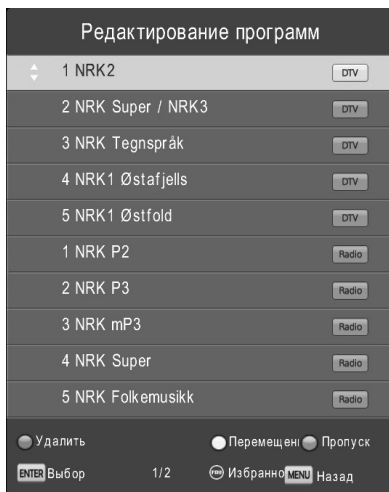 Редактирование программ
1 NRK2 DTV
2 NRK Super / NRK3 DTV
3 NRK Tegnspråk DTV
4 NRK1 Østafjells DTV
5 NRK1 Østfold DTV
1 NRK P2 Radio
2 NRK P3 Radio
3 NRK mP3 Radio
4 NRK Super Radio
5 NRK Folkemusikk Radio
Удалить Перемещени Пропуск
ENTER Выбор 1/2 FAV Избранно MENU Назад